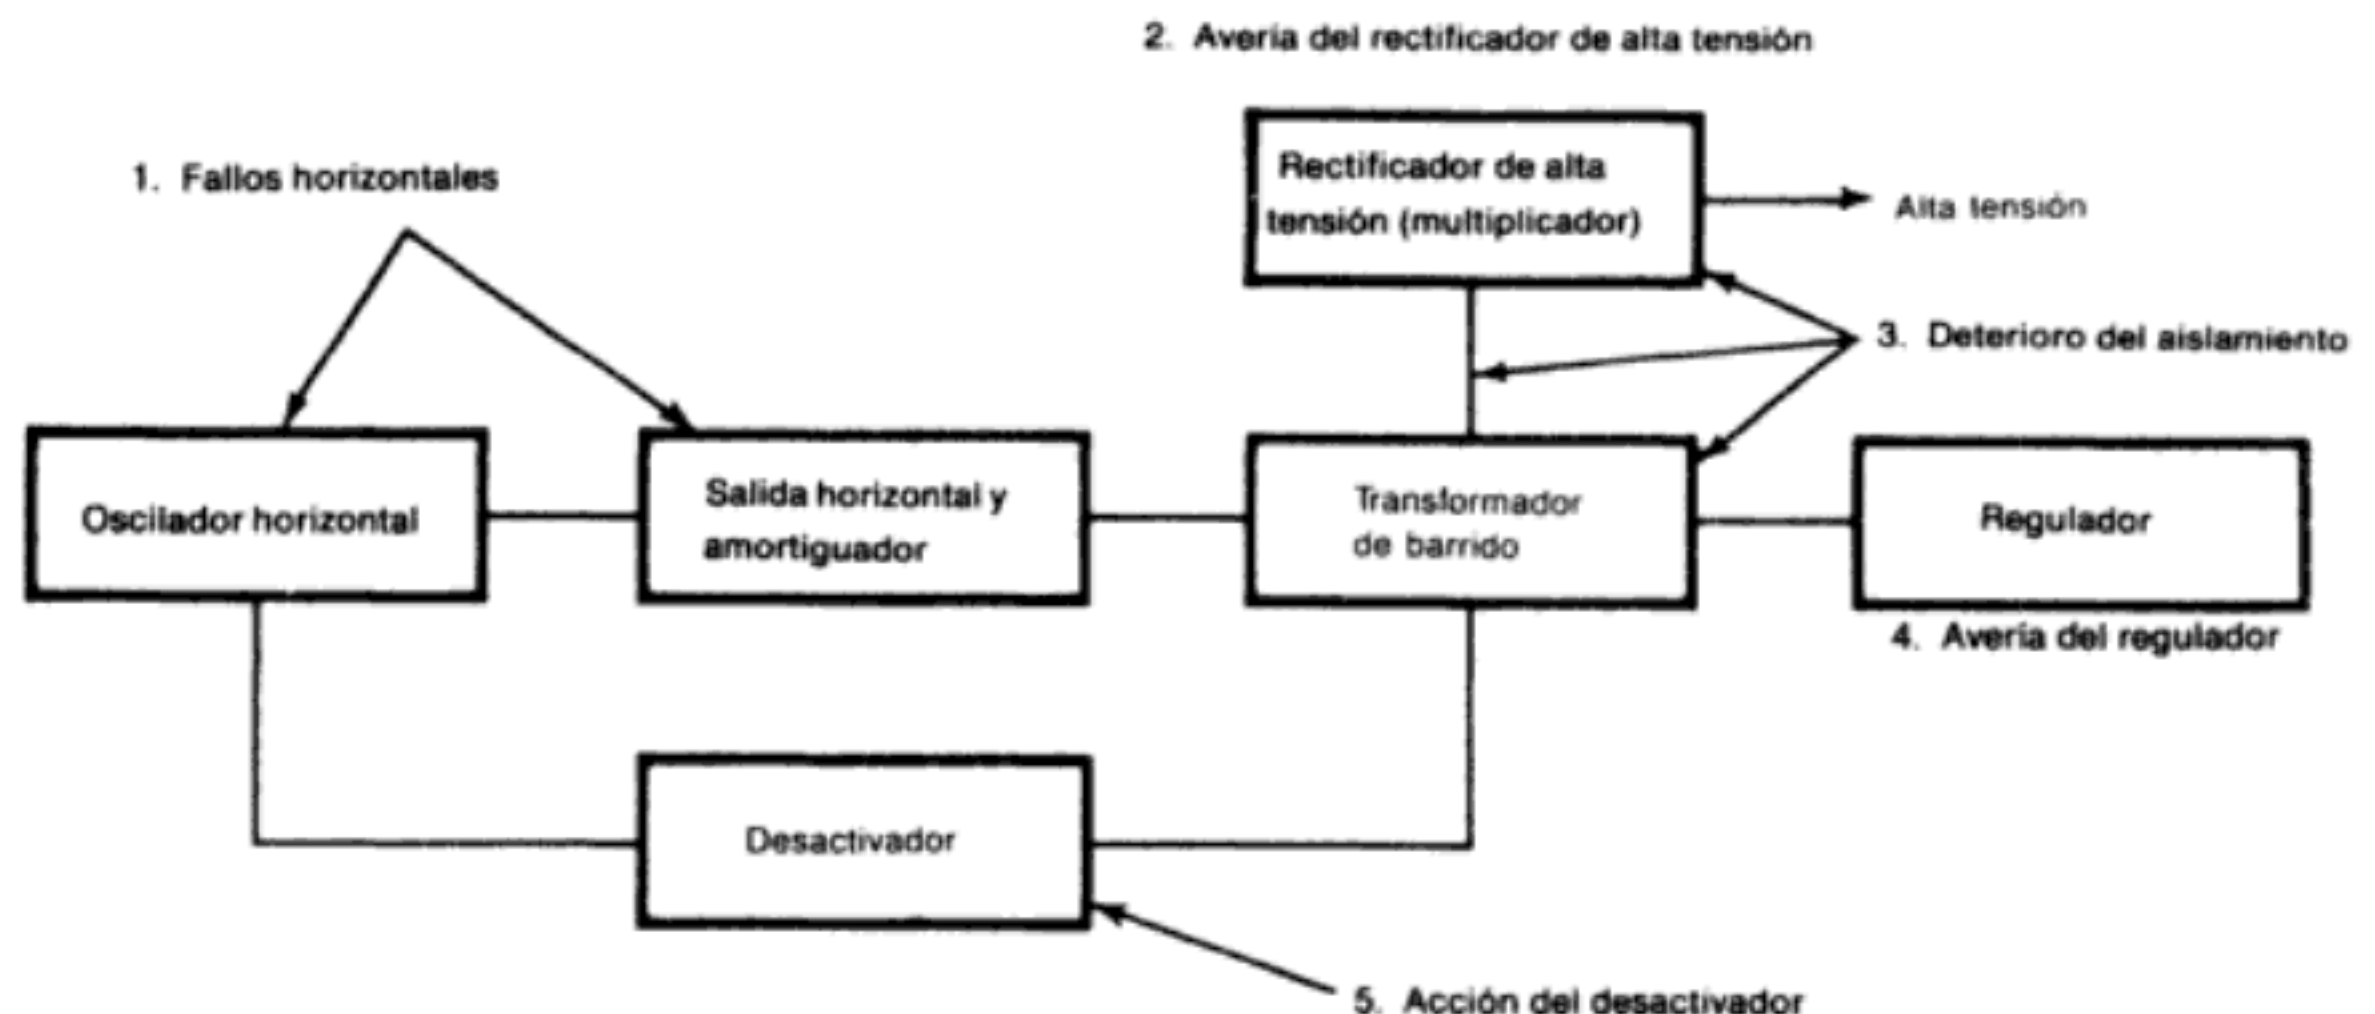 2. Avería del rectificador de alta tensión
1. Fallos horizontales
Rectificador de alta
tensión (multiplicador)
Alta tensión
3. Deterioro del aislamiento
Oscilador horizontal
Salida horizontal y
amortiguador
Transformador
de barrido
Regulador
4. Avería del regulador
Desactivador
5. Acción del desactivador